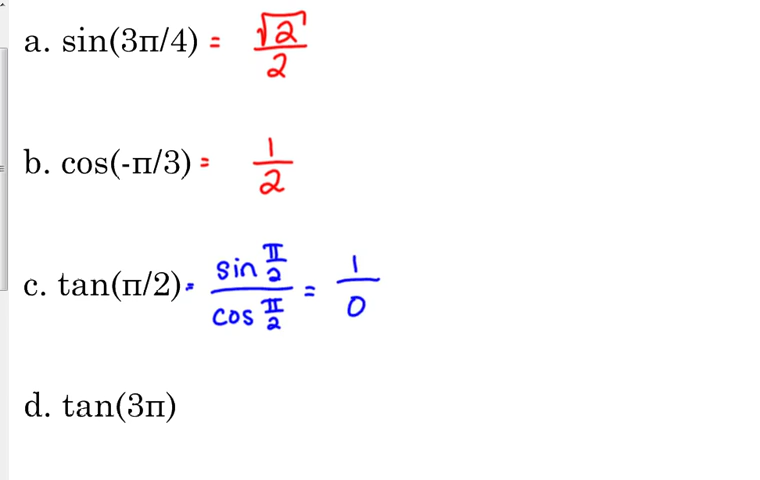 a. sin(3π/4) = √2/2
b. cos(-π/3) = 1/2
c. tan(π/2) = sin π/2 / cos π/2 = 1/0
d. tan(3π)